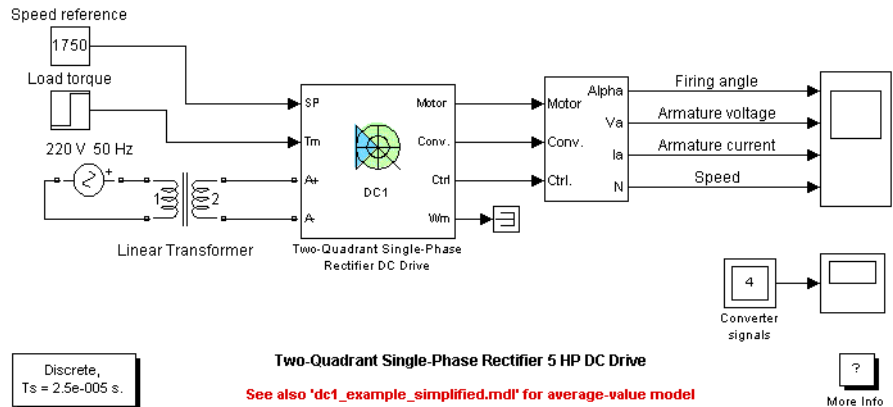 Speed reference
1750
Load torque
220 V 50 Hz
+
1 2
Linear Transformer
SP
Tm
A+
A-
Motor
Conv.
Ctrl
Wm
DC1
Two-Quadrant Single-Phase
Rectifier DC Drive
Motor
Conv.
Ctrl.
Alpha
Va
Ia
N
Firing angle
Armature voltage
Armature current
Speed
4
Converter
signals
Discrete,
Ts = 2.5e-005 s.
Two-Quadrant Single-Phase Rectifier 5 HP DC Drive
See also 'dc1_example_simplified.mdl' for average-value model
?
More Info